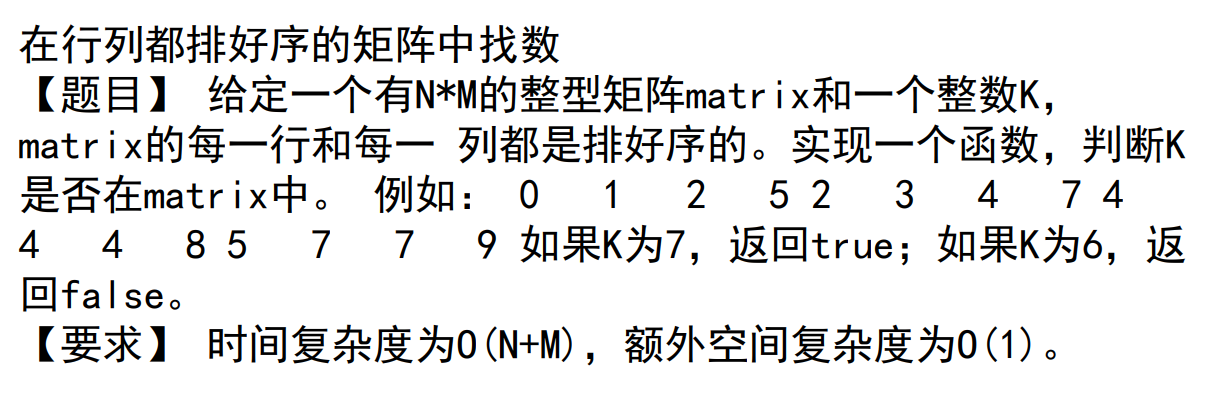 在行列都排好序的矩阵中找数
【题目】 给定一个有N*M的整型矩阵matrix和一个整数K,
matrix的每一行和每一 列都是排好序的。实现一个函数，判断K
是否在matrix中。 例如： 0 1 2 5 2 3 4 7 4
4 4 8 5 7 7 9 如果K为7，返回true；如果K为6，返
回false。
【要求】 时间复杂度为O(N+M)，额外空间复杂度为O(1)。